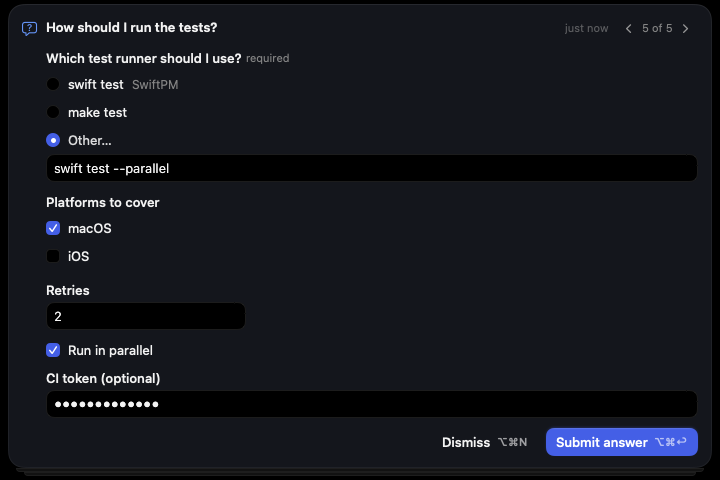 How should I run the tests? just now 5 of 5
Which test runner should I use? required
swift test SwiftPM
make test
Other...
swift test --parallel
Platforms to cover
macOS
iOS
Retries
2
Run in parallel
CI token (optional)
•••••••••••••
Dismiss ⌥⌘N Submit answer ⌥⌘↩